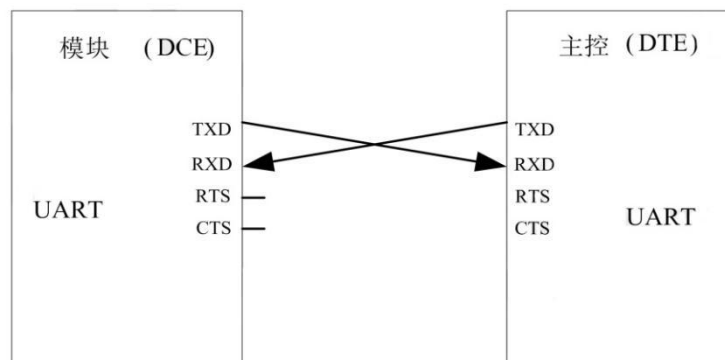 模块 (DCE)
TXD
RXD
RTS
CTS
UART
主控 (DTE)
TXD
RXD
RTS
CTS
UART